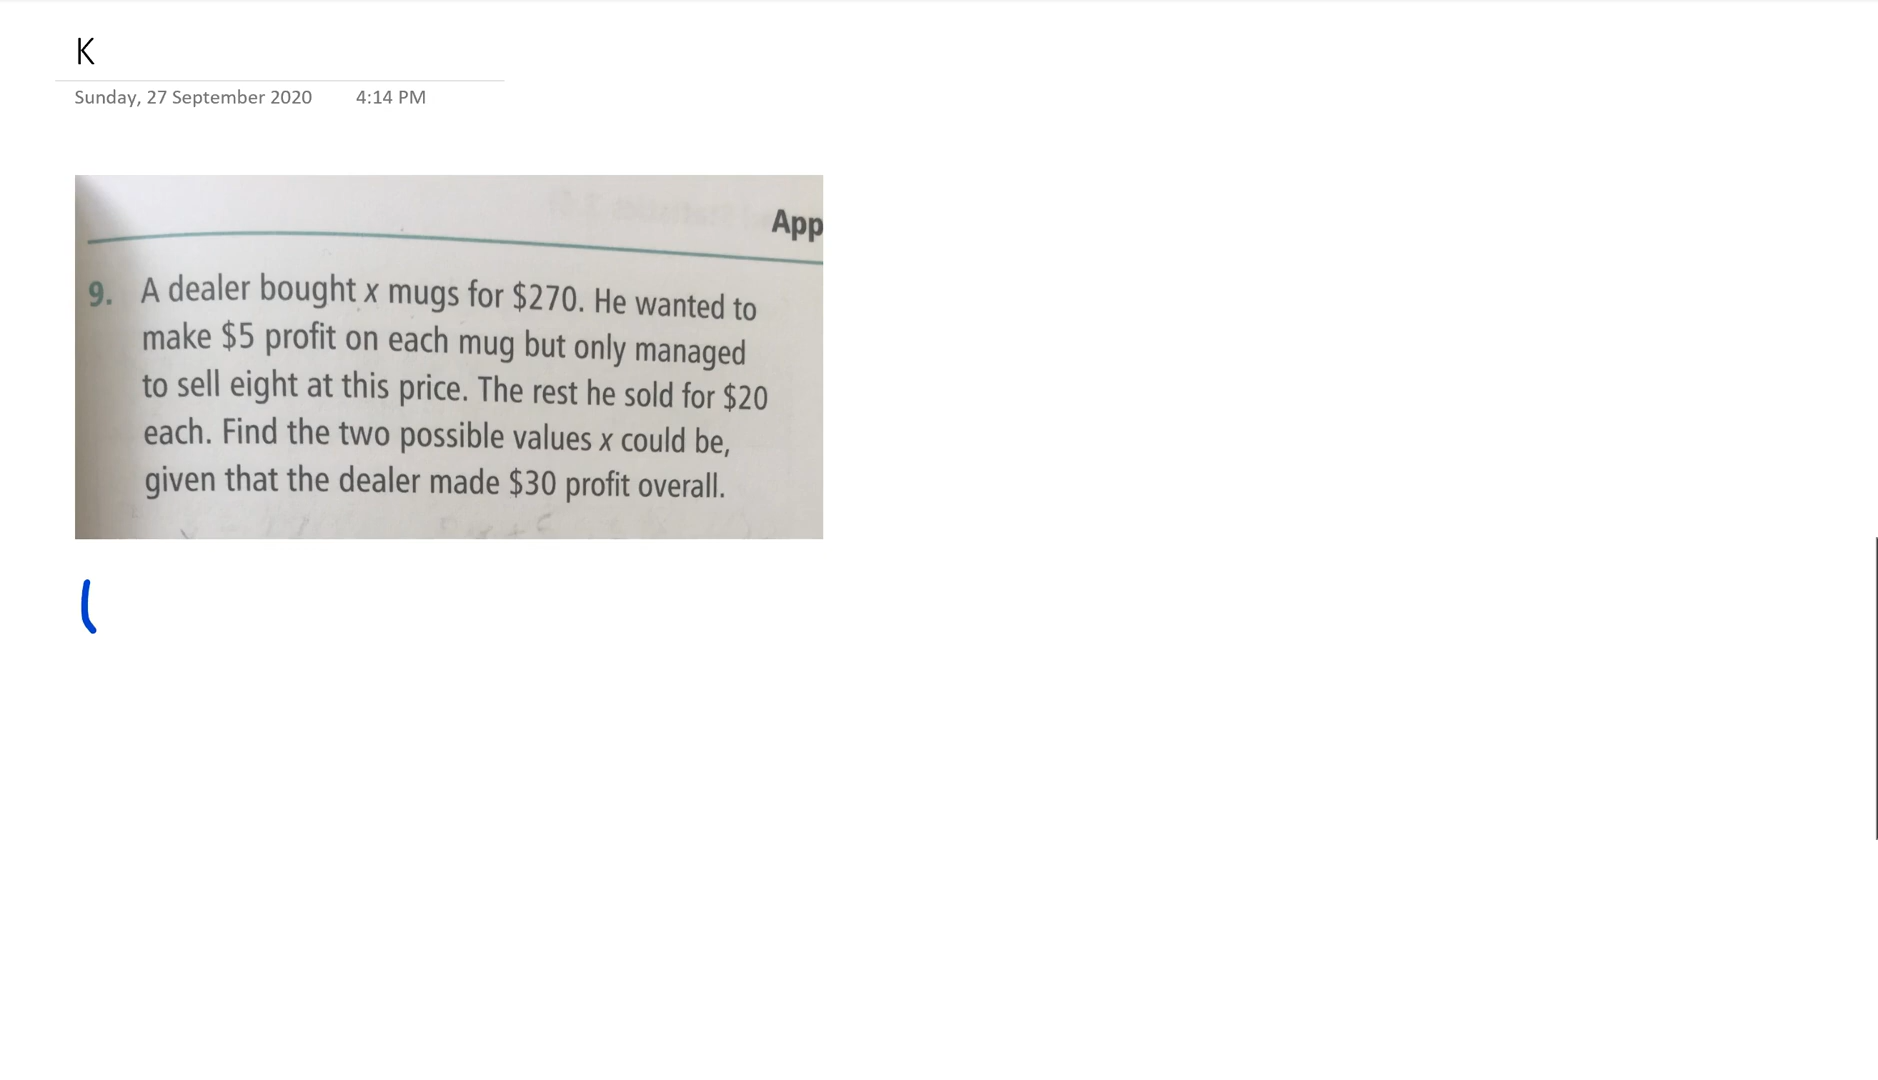 K
Sunday, 27 September 2020 4:14 PM
App
9. A dealer bought x mugs for $270. He wanted to
make $5 profit on each mug but only managed
to sell eight at this price. The rest he sold for $20
each. Find the two possible values x could be,
given that the dealer made $30 profit overall.
(